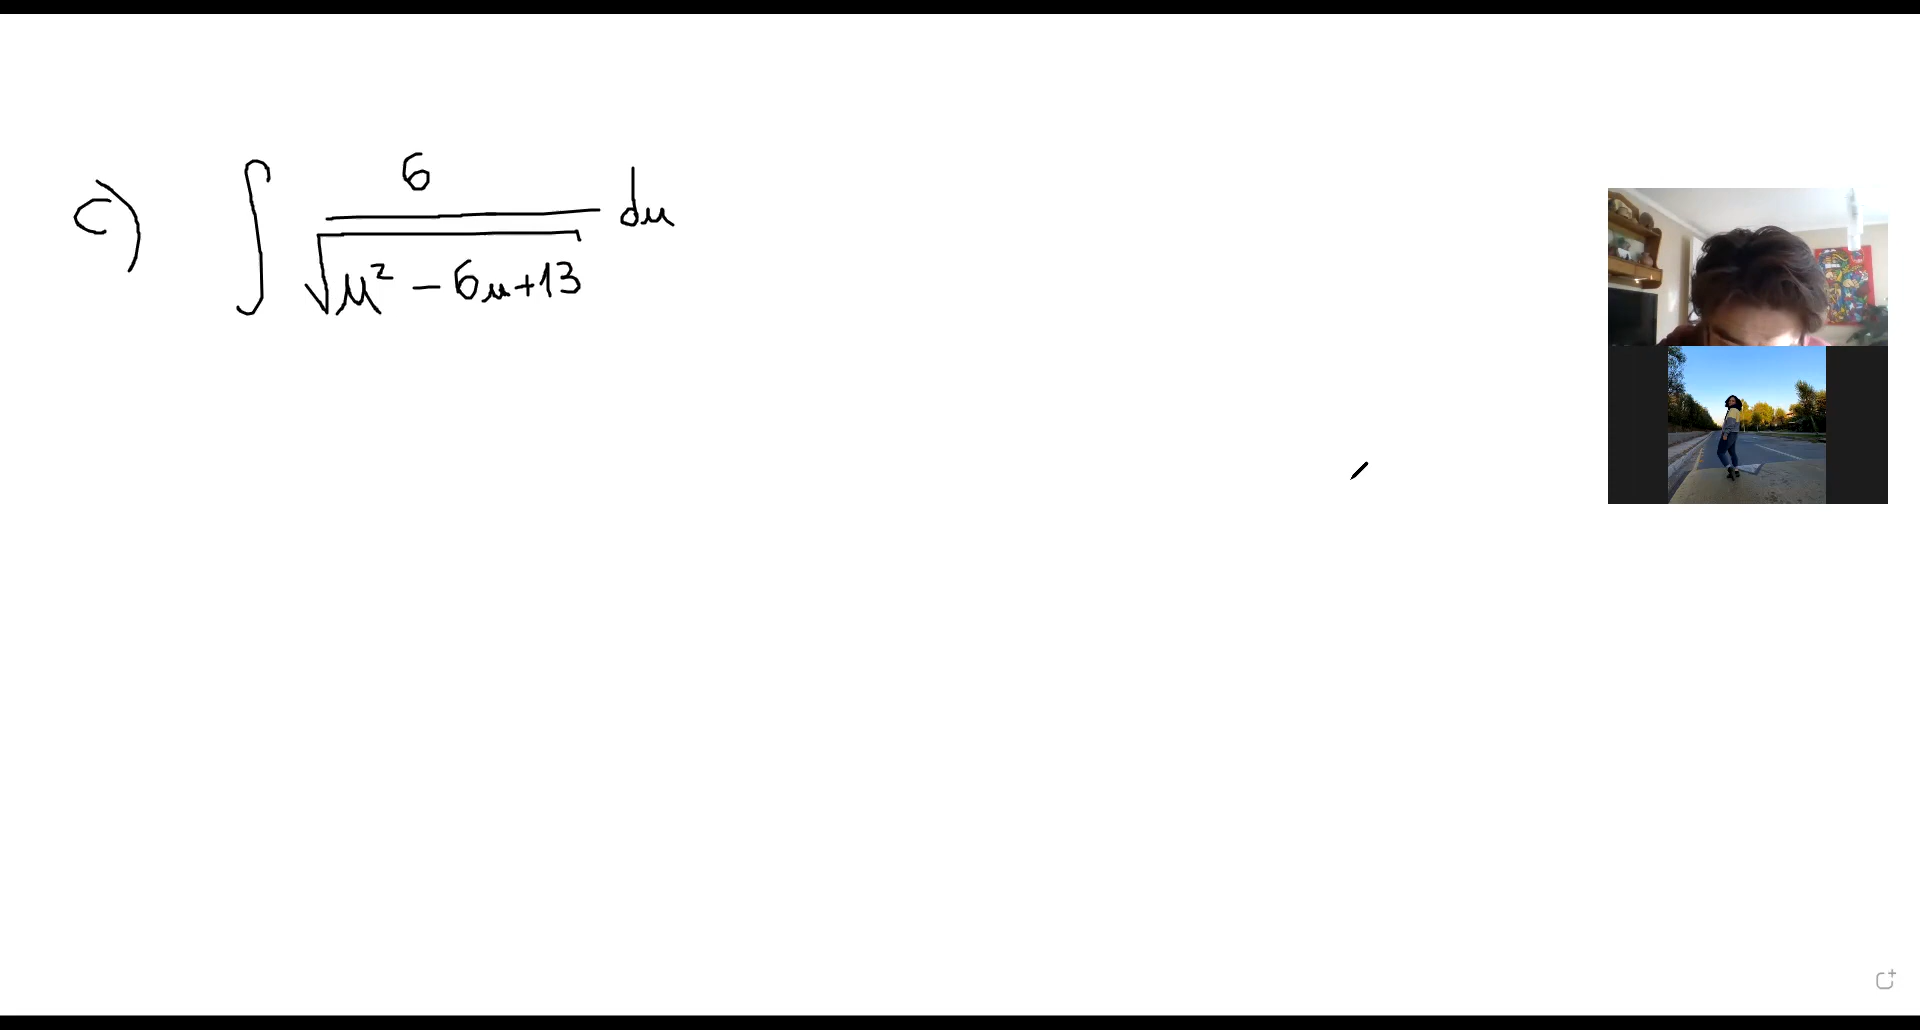 c) ∫ 6/√(u² - 6u+13) du